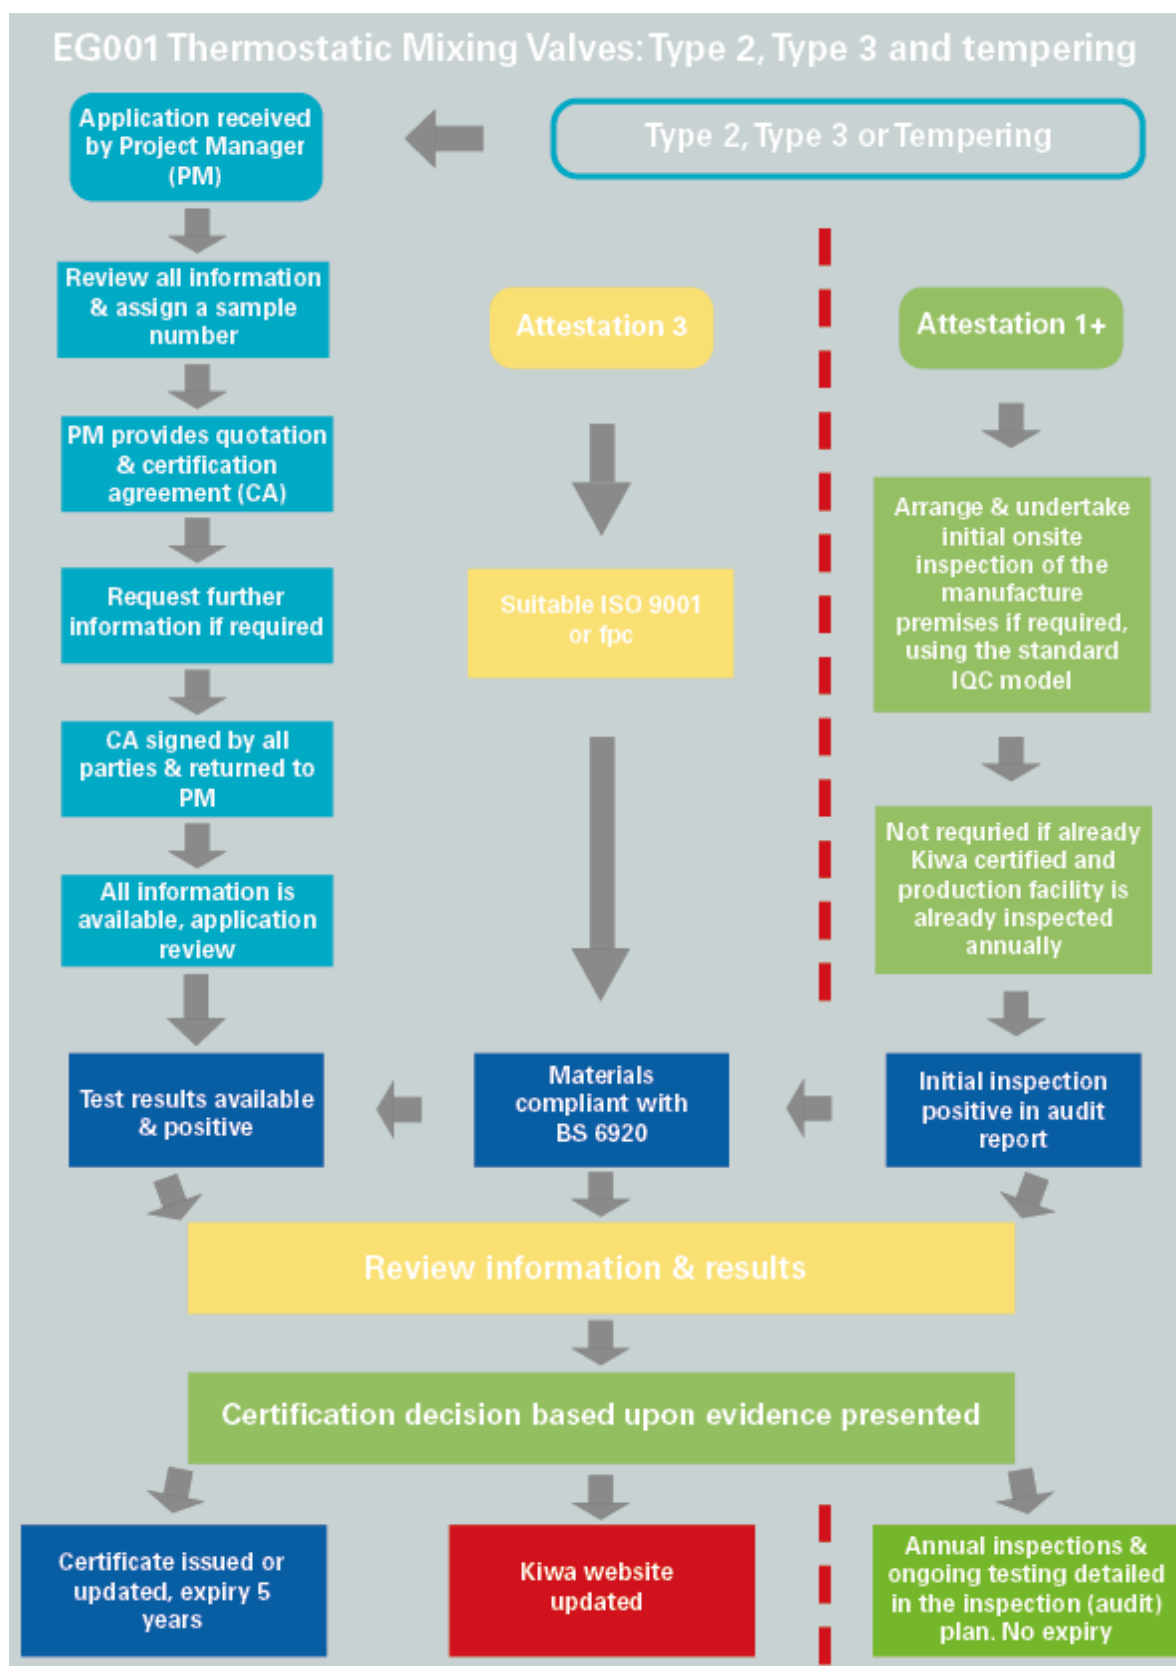 EG001 Thermostatic Mixing Valves: Type 2, Type 3 and tempering
Application received
by Project Manager
(PM)
Type 2, Type 3 or Tempering
Review all information
& assign a sample
number
Attestation 3
Attestation 1+
PM provides quotation
& certification
agreement (CA)
Arrange & undertake
initial onsite
inspection of the
manufacture
premises if required,
using the standard
IQC model
Request further
information if required
Suitable ISO 9001
or fpc
CA signed by all
parties & returned to
PM
Not requried if already
Kiwa certified and
production facility is
already inspected
annually
All information is
available, application
review
Test results available
& positive
Materials
compliant with
BS 6920
Initial inspection
positive in audit
report
Review information & results
Certification decision based upon evidence presented
Certificate issued or
updated, expiry 5
years
Kiwa website
updated
Annual inspections &
ongoing testing detailed
in the inspection (audit)
plan. No expiry